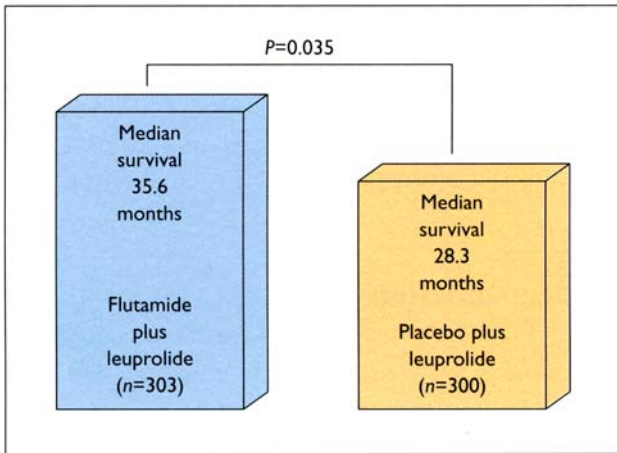 P=0.035
Median
survival
35.6
months
Flutamide
plus
leuprolide
(n=303)
Median
survival
28.3
months
Placebo plus
leuprolide
(n=300)